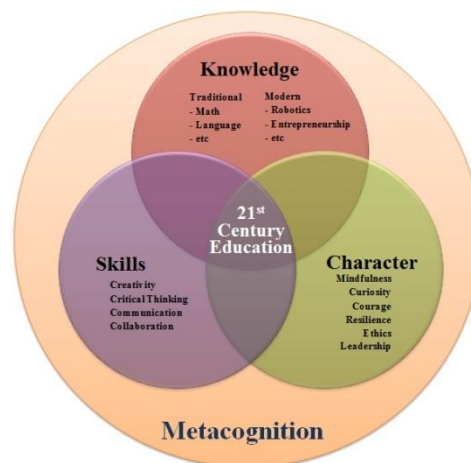 Knowledge
Traditional
- Math
- Language
- etc
Modern
- Robotics
- Entrepreneurship
- etc
21st
Century
Education
Skills
Creativity
Critical Thinking
Communication
Collaboration
Character
Mindfulness
Curiosity
Courage
Resilience
Ethics
Leadership
Metacognition